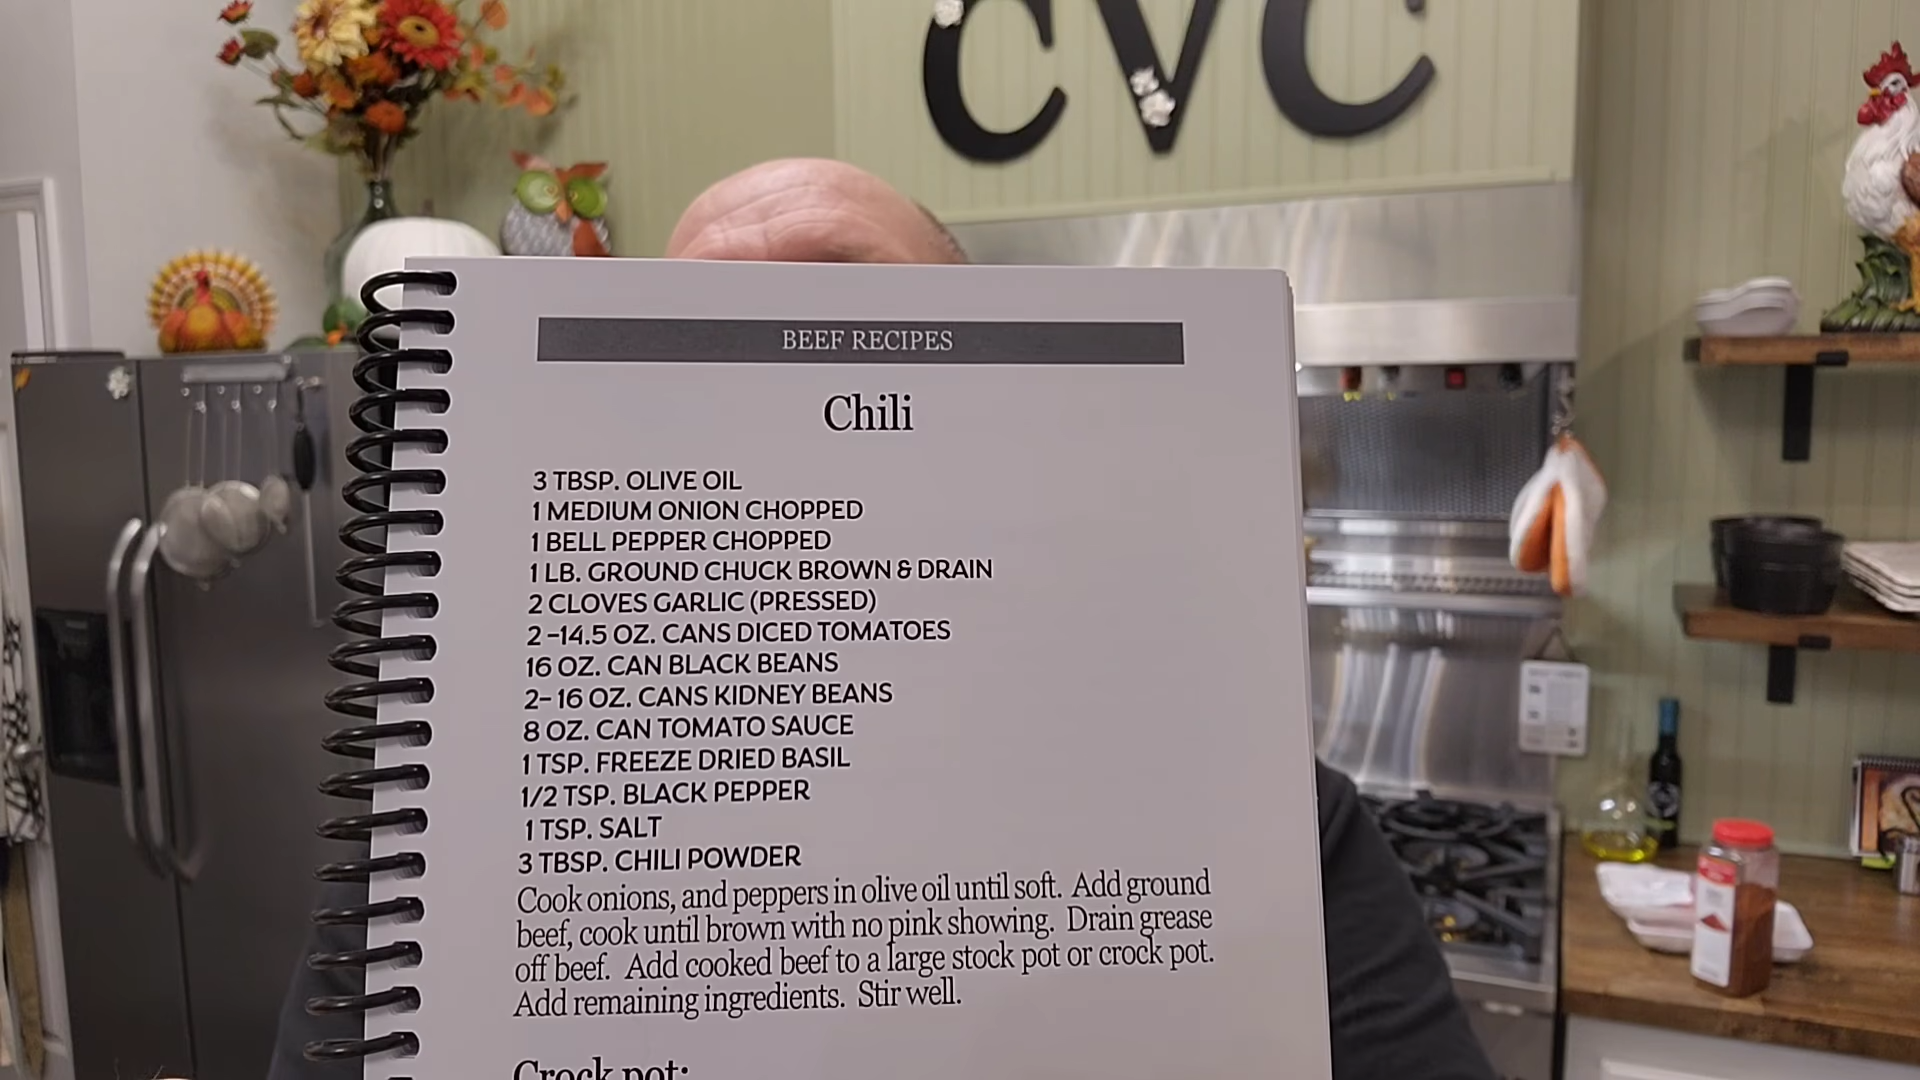 CVC
BEEF RECIPES
Chili
3 TBSP. OLIVE OIL
1 MEDIUM ONION CHOPPED
1 BELL PEPPER CHOPPED
1 LB. GROUND CHUCK BROWN & DRAIN
2 CLOVES GARLIC (PRESSED)
2 -14.5 OZ. CANS DICED TOMATOES
16 OZ. CAN BLACK BEANS
2- 16 OZ. CANS KIDNEY BEANS
8 OZ. CAN TOMATO SAUCE
1 TSP. FREEZE DRIED BASIL
1/2 TSP. BLACK PEPPER
1 TSP. SALT
3 TBSP. CHILI POWDER
Cook onions, and peppers in olive oil until soft. Add ground
beef, cook until brown with no pink showing. Drain grease
off beef. Add cooked beef to a large stock pot or crock pot.
Add remaining ingredients. Stir well.
Crock pot: